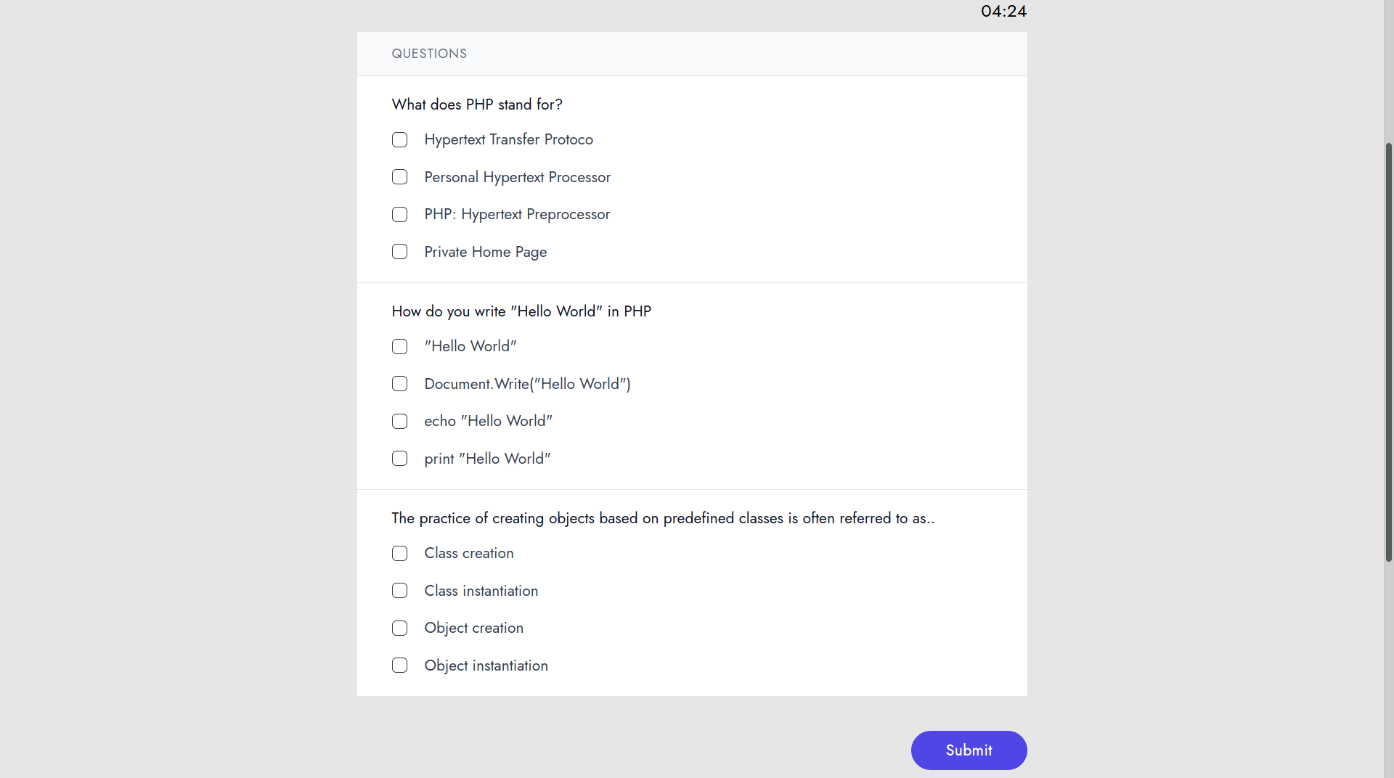 04:24
QUESTIONS
What does PHP stand for?
Hypertext Transfer Protoco
Personal Hypertext Processor
PHP: Hypertext Preprocessor
Private Home Page
How do you write "Hello World" in PHP
"Hello World"
Document.Write("Hello World")
echo "Hello World"
print "Hello World"
The practice of creating objects based on predefined classes is often referred to as..
Class creation
Class instantiation
Object creation
Object instantiation
Submit